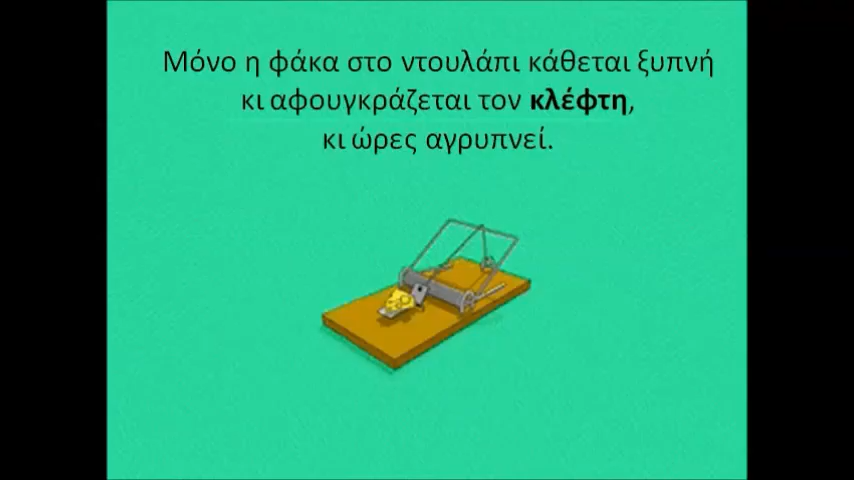 Μόνο η φάκα στο ντουλάπι κάθεται ξυπνή
κι αφουγκράζεται τον κλέφτη,
κι ώρες αγρυπνεί.